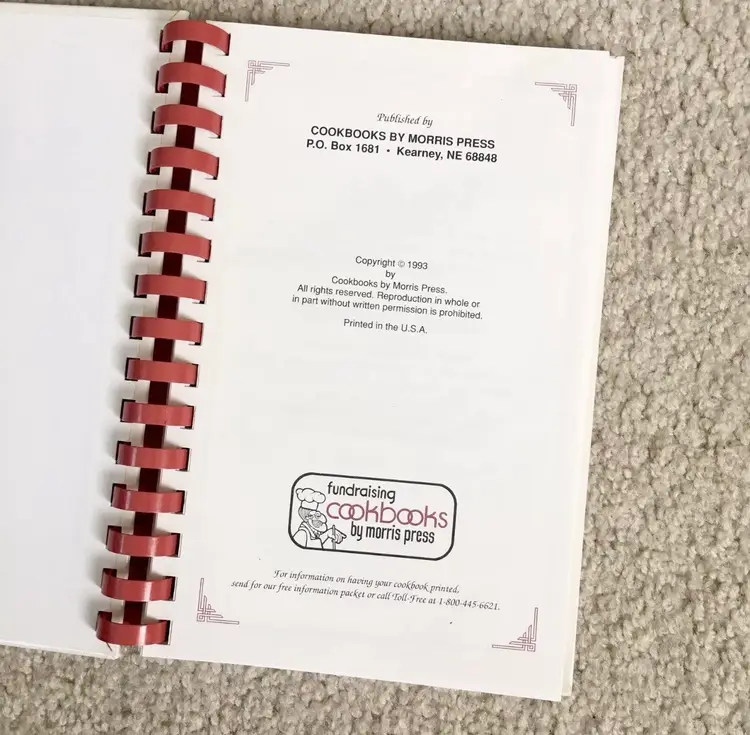 Published by
COOKBOOKS BY MORRIS PRESS
P.O. Box 1681 • Kearney, NE 68848
Copyright © 1993
by
Cookbooks by Morris Press.
All rights reserved. Reproduction in whole or
in part without written permission is prohibited.
Printed in the U.S.A.
fundraising
cookbooks
by morris press
For information on having your cookbook printed,
send for our free information packet or call Toll-Free at 1-800-445-6621.